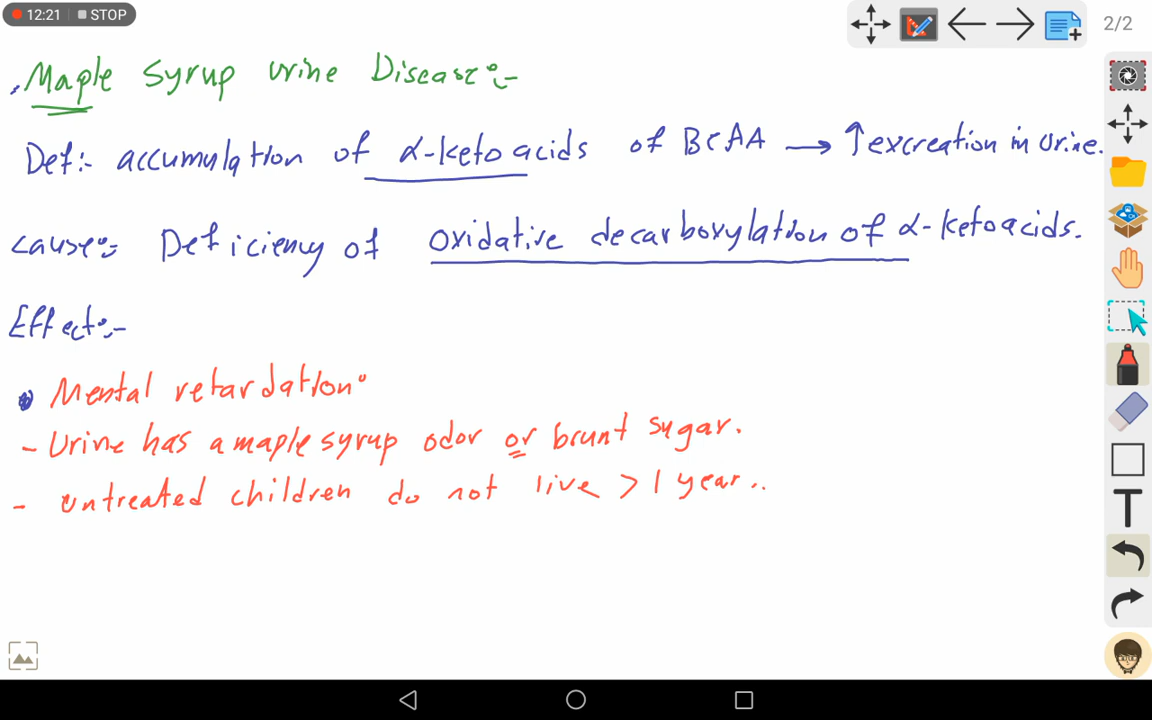 12:21 STOP
2/2
Maple Syrup Urine Disease:-
Def:- accumulation of α-keto acids of BCAA → ↑ excreation in Urine.
cause:- Deficiency of oxidative decarboxylation of α-ketoacids.
Effect:-
• Mental retardation.
- Urine has a maple syrup odor or brunt sugar.
- untreated children do not live > 1 year..
T